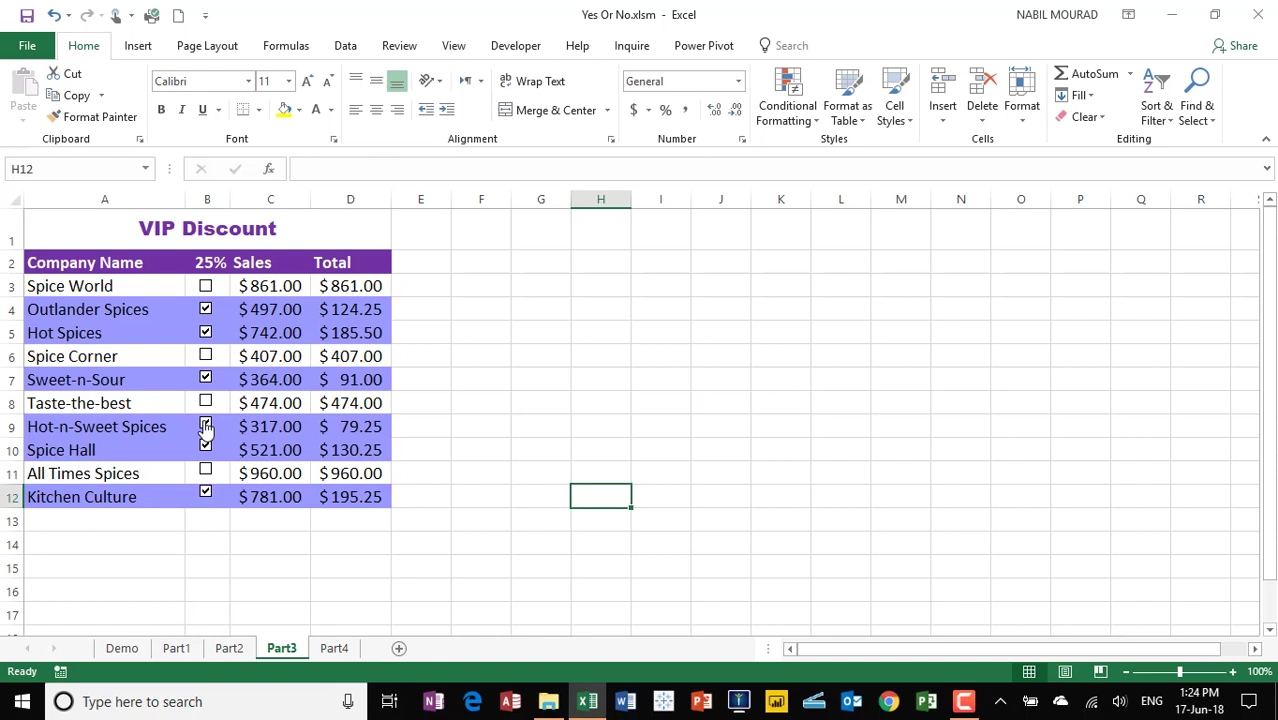 Yes Or No.xlsm - Excel
NABIL MOURAD
File Home Insert Page Layout Formulas Data Review View Developer Help Inquire Power Pivot Search Share
Paste
Cut
Copy
Format Painter
Clipboard
Calibri 11
B I U A
Font
Wrap Text
Merge & Center
Alignment
General
$ % ,
Number
Conditional Formatting
Format as Table
Cell Styles
Styles
Insert Delete Format
Cells
AutoSum
Fill
Clear
Sort & Filter
Find & Select
Editing
H12 fx
A B C D E F G H I J K L M N O P Q R
1 VIP Discount
2 Company Name 25% Sales Total
3 Spice World $861.00 $861.00
4 Outlander Spices $497.00 $124.25
5 Hot Spices $742.00 $185.50
6 Spice Corner $407.00 $407.00
7 Sweet-n-Sour $364.00 $ 91.00
8 Taste-the-best $474.00 $474.00
9 Hot-n-Sweet Spices $317.00 $ 79.25
10 Spice Hall $521.00 $130.25
11 All Times Spices $960.00 $960.00
12 Kitchen Culture $781.00 $195.25
13
14
15
16
17
Demo Part1 Part2 Part3 Part4
Ready 100%
Type here to search
ENG
1:24 PM
17-Jun-18